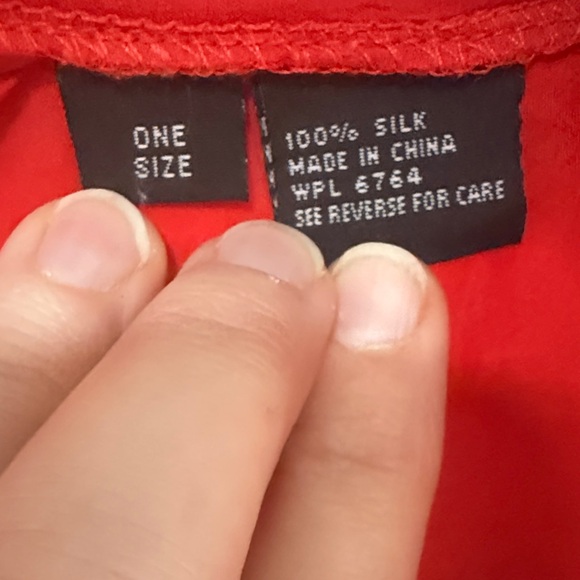 ONE
SIZE
100% SILK
MADE IN CHINA
WPL 6764
SEE REVERSE FOR CARE